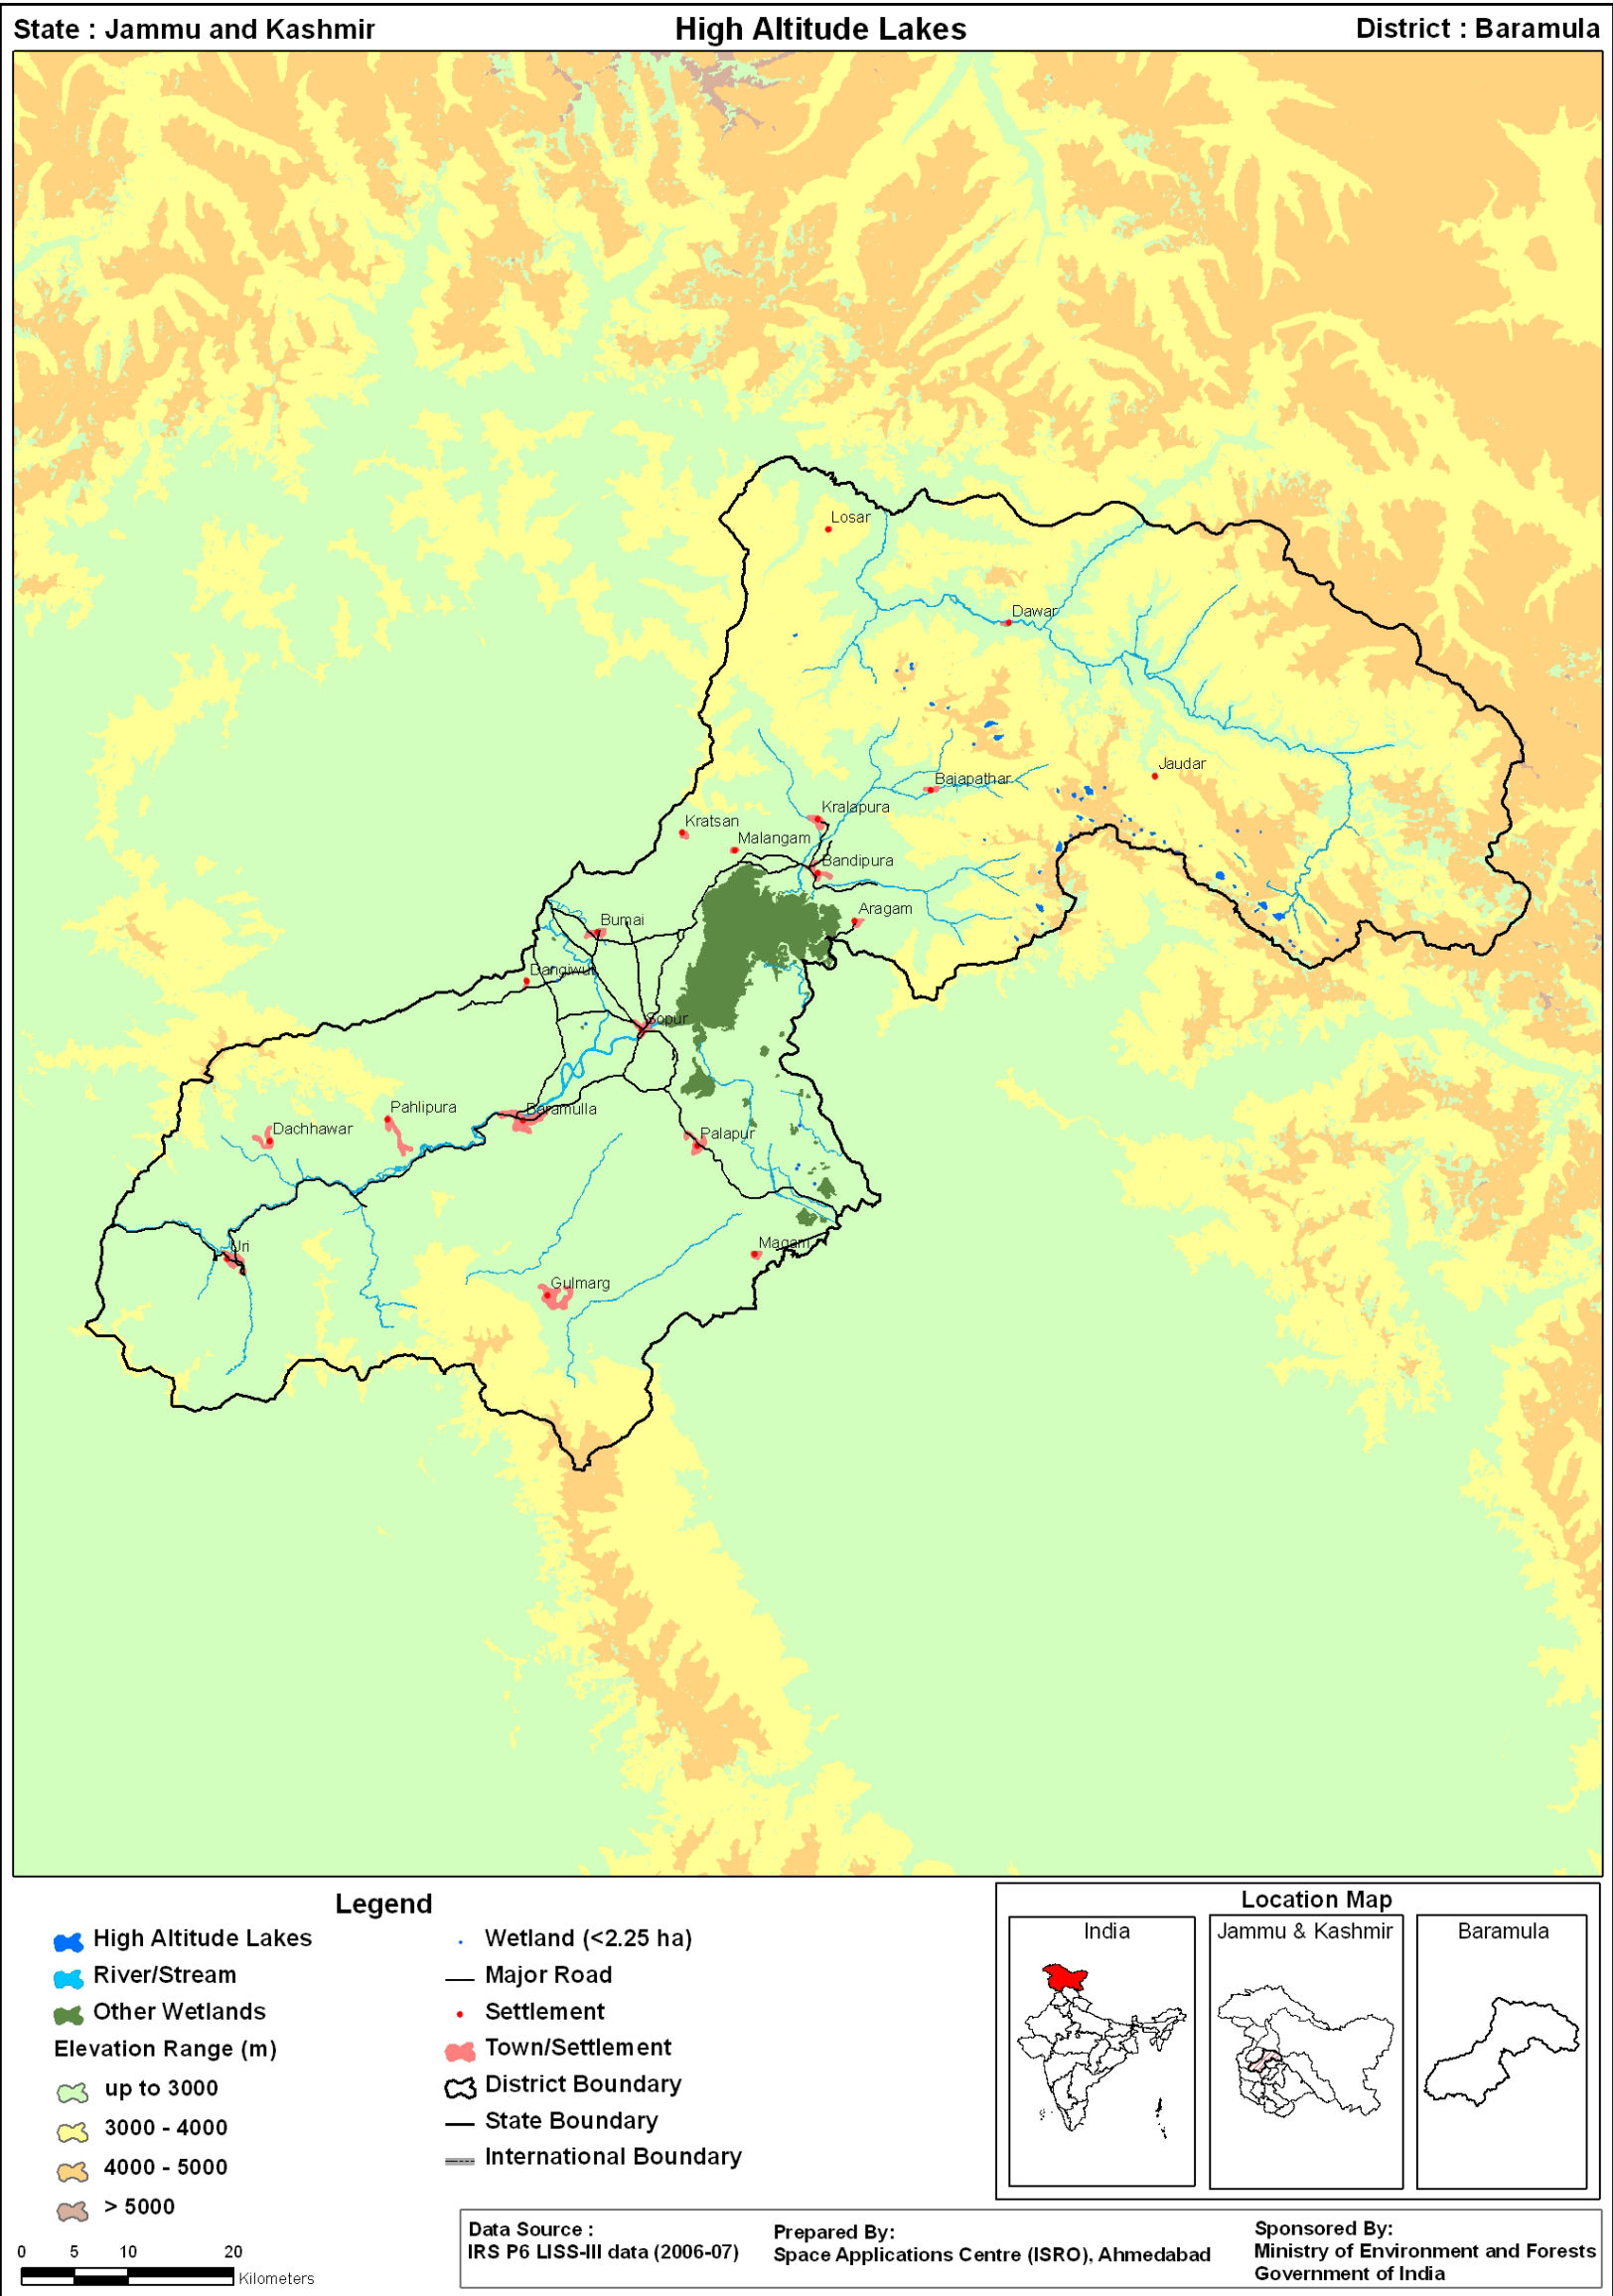 State : Jammu and Kashmir
High Altitude Lakes
District : Baramula
Losar
Dawar
Jaudar
Bajapathar
Kralapura
Kratsan
Malangam
Bandipura
Aragam
Bumai
Dangiwut
Sopur
Pahlipura
Baramulla
Dachhawar
Palapur
Uri
Magam
Gulmarg
Legend
High Altitude Lakes
River/Stream
Other Wetlands
Elevation Range (m)
up to 3000
3000 - 4000
4000 - 5000
> 5000
Wetland (<2.25 ha)
Major Road
Settlement
Town/Settlement
District Boundary
State Boundary
International Boundary
0 5 10 20
Kilometers
Location Map
India
Jammu & Kashmir
Baramula
Data Source :
IRS P6 LISS-III data (2006-07)
Prepared By:
Space Applications Centre (ISRO), Ahmedabad
Sponsored By:
Ministry of Environment and Forests
Government of India